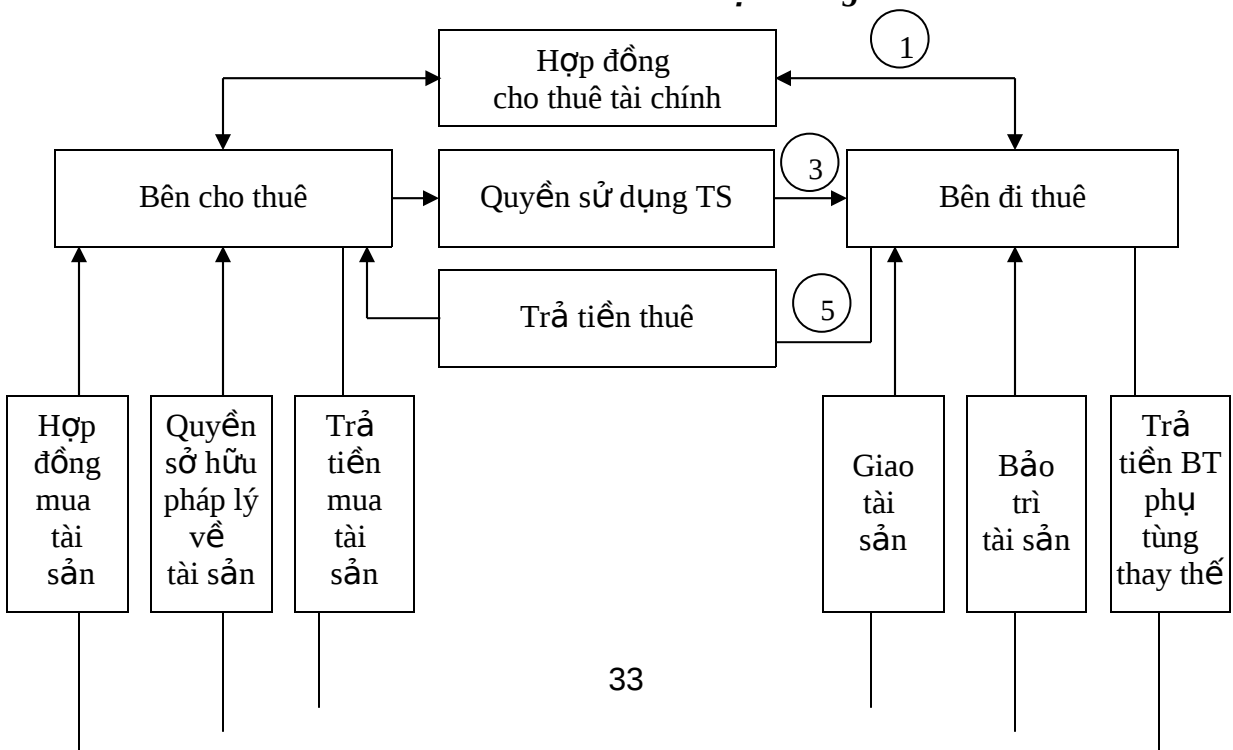 1
Hợp đồng
cho thuê tài chính
3
Bên cho thuê
Quyền sử dụng TS
Bên đi thuê
5
Trả tiền thuê
Hợp
đồng
mua
tài
sản
Quyền
sở hữu
pháp lý
về
tài sản
Trả
tiền
mua
tài
sản
Giao
tài
sản
Bảo
trì
tài sản
Trả
tiền BT
phụ
tùng
thay thế
33